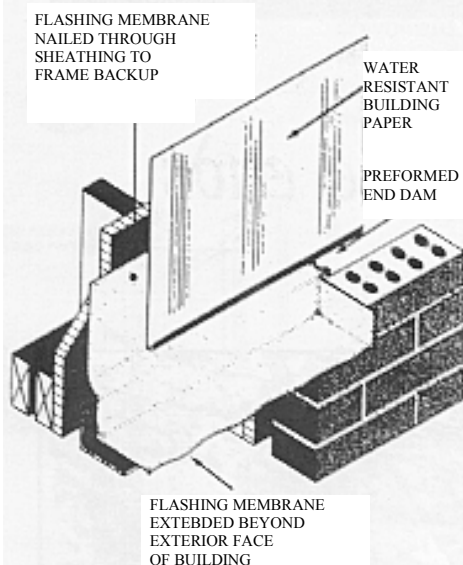 FLASHING MEMBRANE
NAILED THROUGH
SHEATHING TO
FRAME BACKUP
WATER
RESISTANT
BUILDING
PAPER
PREFORMED
END DAM
FLASHING MEMBRANE
EXTEBDED BEYOND
EXTERIOR FACE
OF BUILDING